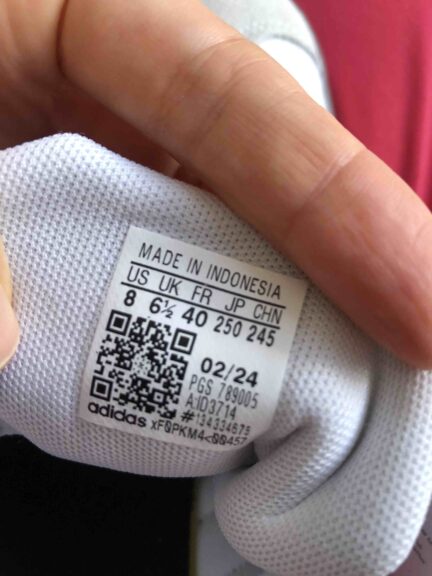 MADE IN INDONESIA
US UK FR JP CHN
8 6½ 40 250 245
02/24
PGS 789005
A1D3714
adidas